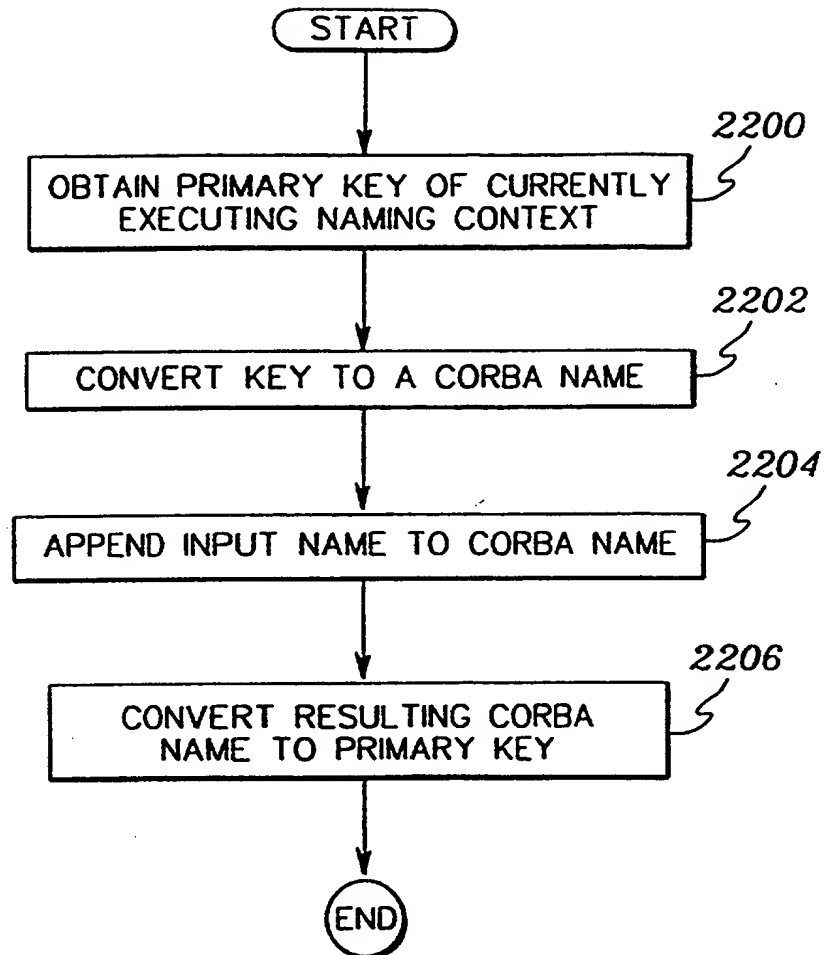 START
2200
OBTAIN PRIMARY KEY OF CURRENTLY
EXECUTING NAMING CONTEXT
2202
CONVERT KEY TO A CORBA NAME
2204
APPEND INPUT NAME TO CORBA NAME
2206
CONVERT RESULTING CORBA
NAME TO PRIMARY KEY
END